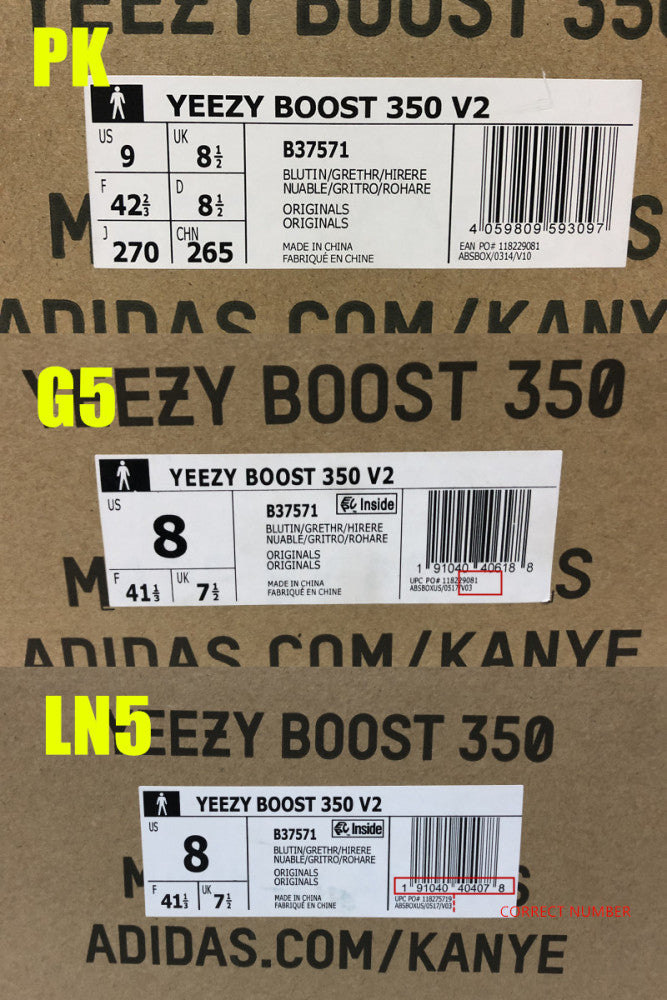 YEEZY BOOST 350
PK
YEEZY BOOST 350 V2
US 9 UK 8½
F 42⅔ D 8½
J 270 CHN 265
B37571
BLUTIN/GRETHR/HIRERE
NUABLE/GRITRO/ROHARE
ORIGINALS
ORIGINALS
MADE IN CHINA
FABRIQUÉ EN CHINE
4 059809 593097
EAN PO# 118229081
ABSBOX/0314/V10
M S
ADIDAS.COM/KANY
G5
YEEZY BOOST 350
YEEZY BOOST 350 V2
US 8
F 41⅓ UK 7½
B37571 Inside
BLUTIN/GRETHR/HIRERE
NUABLE/GRITRO/ROHARE
ORIGINALS
ORIGINALS
MADE IN CHINA
FABRIQUÉ EN CHINE
1 91040 40618 8
UPC PO# 118229081
ABSBOXUS/0517/V03
M S
ADIDAS.COM/KANYE
LN5
YEEZY BOOST 350
YEEZY BOOST 350 V2
US 8
F 41⅓ UK 7½
B37571 Inside
BLUTIN/GRETHR/HIRERE
NUABLE/GRITRO/ROHARE
ORIGINALS
ORIGINALS
MADE IN CHINA
FABRIQUÉ EN CHINE
1 91040 40407 8
UPC PO# 118275719
ABSBOXUS/0517/V03
CORRECT NUMBER
M S
ADIDAS.COM/KANYE